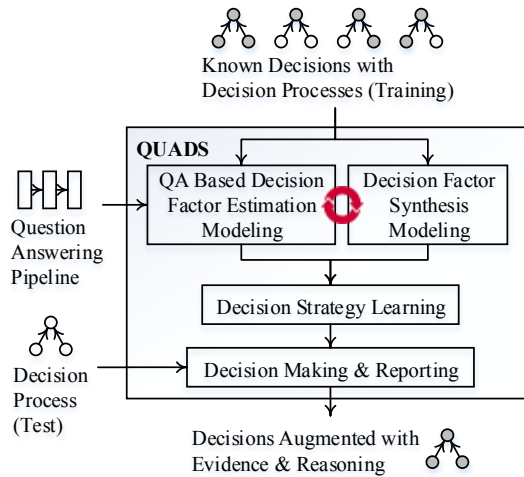 Known Decisions with
Decision Processes (Training)
QUADS
QA Based Decision
Factor Estimation
Modeling
Decision Factor
Synthesis
Modeling
Question
Answering
Pipeline
Decision Strategy Learning
Decision
Process
(Test)
Decision Making & Reporting
Decisions Augmented with
Evidence & Reasoning